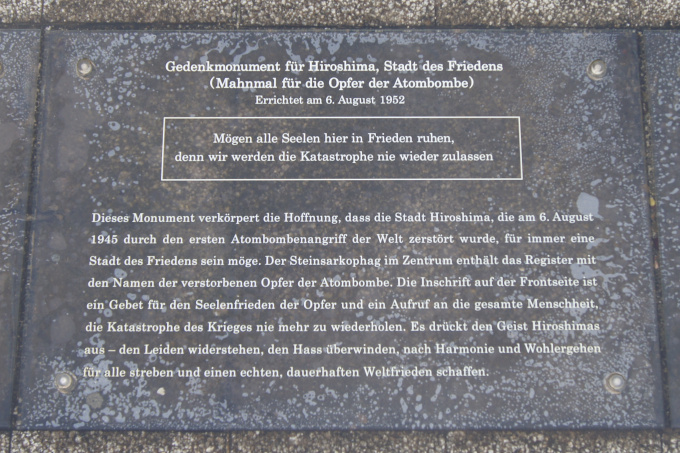 Gedenkmonument für Hiroshima, Stadt des Friedens
(Mahnmal für die Opfer der Atombombe)
Errichtet am 6. August 1952
Mögen alle Seelen hier in Frieden ruhen,
denn wir werden die Katastrophe nie wieder zulassen
Dieses Monument verkörpert die Hoffnung, dass die Stadt Hiroshima, die am 6. August
1945 durch den ersten Atombombenangriff der Welt zerstört wurde, für immer eine
Stadt des Friedens sein möge. Der Steinsarkophag im Zentrum enthält das Register mit
den Namen der verstorbenen Opfer der Atombombe. Die Inschrift auf der Frontseite ist
ein Gebet für den Seelenfrieden der Opfer und ein Aufruf an die gesamte Menschheit,
die Katastrophe des Krieges nie mehr zu wiederholen. Es drückt den Geist Hiroshimas
aus – den Leiden widerstehen, den Hass überwinden, nach Harmonie und Wohlergehen
für alle streben und einen echten, dauerhaften Weltfrieden schaffen.